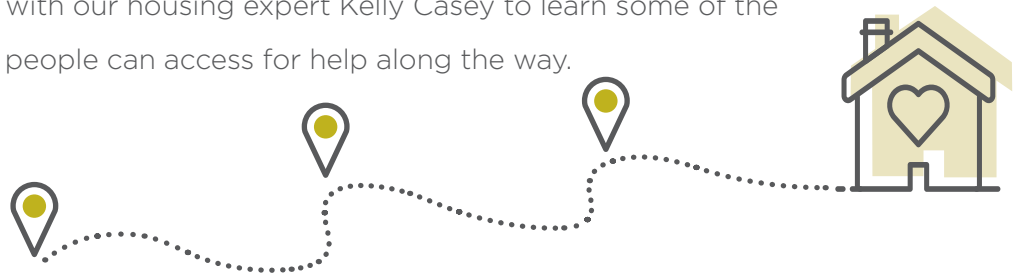 with our housing expert Kelly Casey to learn some of the
people can access for help along the way.